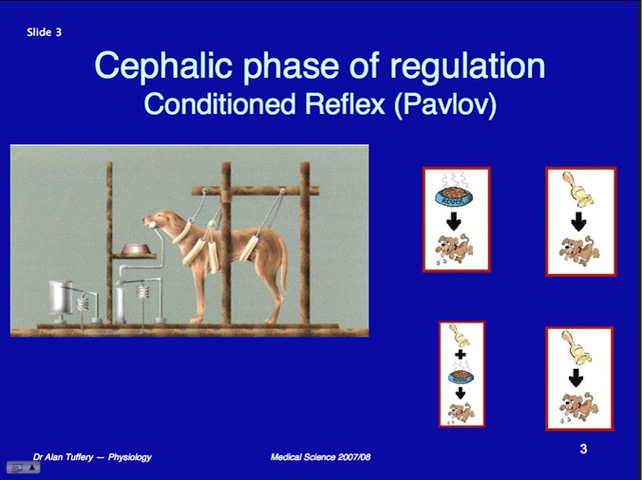 Slide 3
Cephalic phase of regulation
Conditioned Reflex (Pavlov)
+
Dr Alan Tuffery — Physiology
Medical Science 2007/08
3